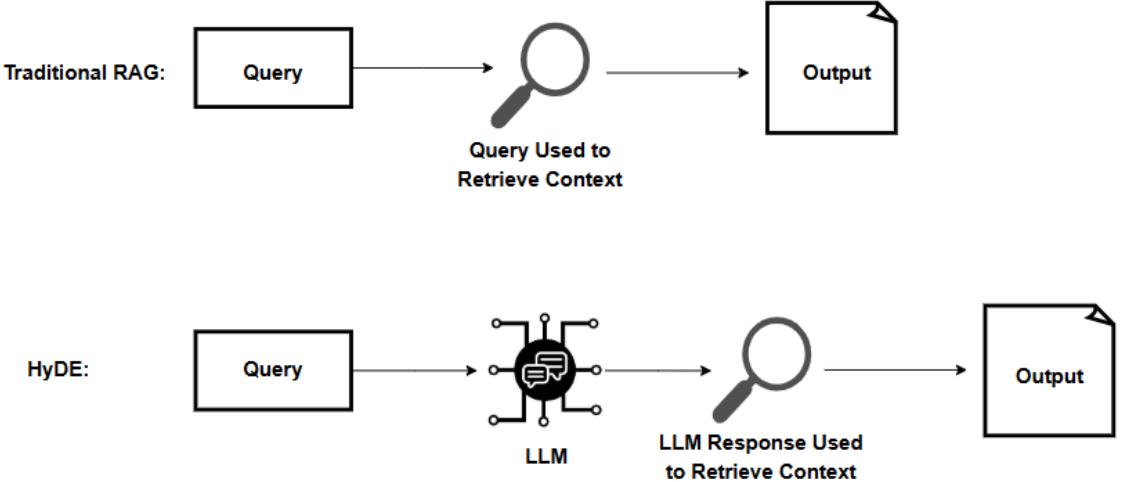 Traditional RAG:
Query
Query Used to
Retrieve Context
Output
HyDE:
Query
LLM
LLM Response Used
to Retrieve Context
Output